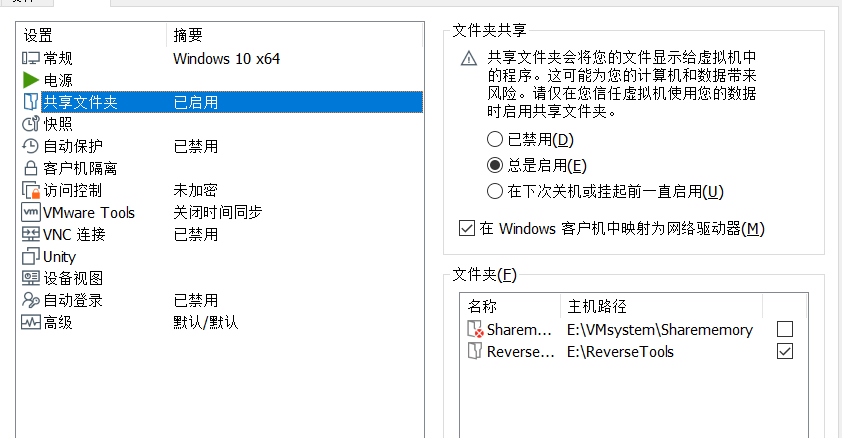 设置 摘要
常规 Windows 10 x64
电源
共享文件夹 已启用
快照
自动保护 已禁用
客户机隔离
访问控制 未加密
vm VMware Tools 关闭时间同步
VNC 连接 已禁用
Unity
设备视图
自动登录 已禁用
高级 默认/默认
文件夹共享
共享文件夹会将您的文件显示给虚拟机中
的程序。这可能为您的计算机和数据带来
风险。请仅在您信任虚拟机使用您的数据
时启用共享文件夹。
已禁用(D)
总是启用(E)
在下次关机或挂起前一直启用(U)
在 Windows 客户机中映射为网络驱动器(M)
文件夹(F)
名称 主机路径
Sharem... E:\VMsystem\Sharememory
Reverse... E:\ReverseTools